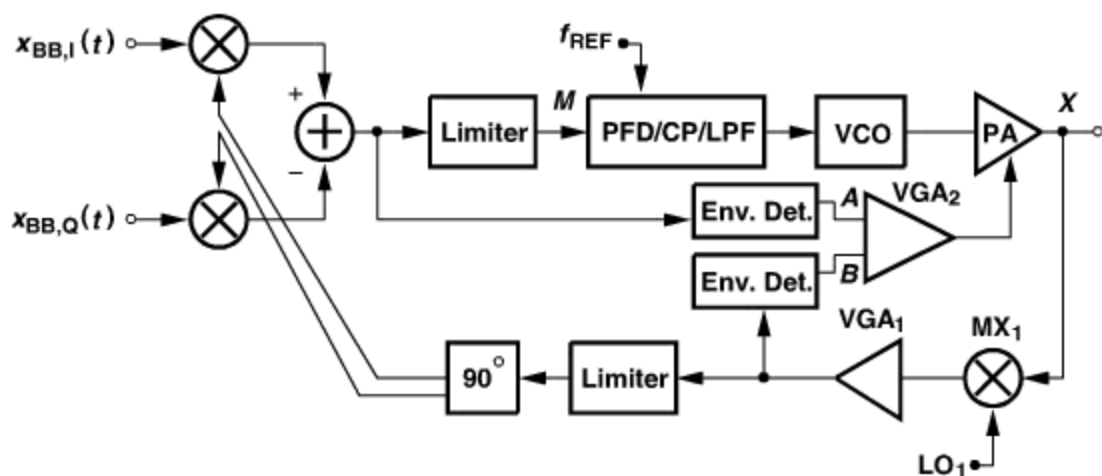 x_BB,I (t)
f_REF
+
−
Limiter
M
PFD/CP/LPF
VCO
PA
X
x_BB,Q (t)
Env. Det.
A
VGA₂
Env. Det.
B
VGA₁
MX₁
90°
Limiter
LO₁